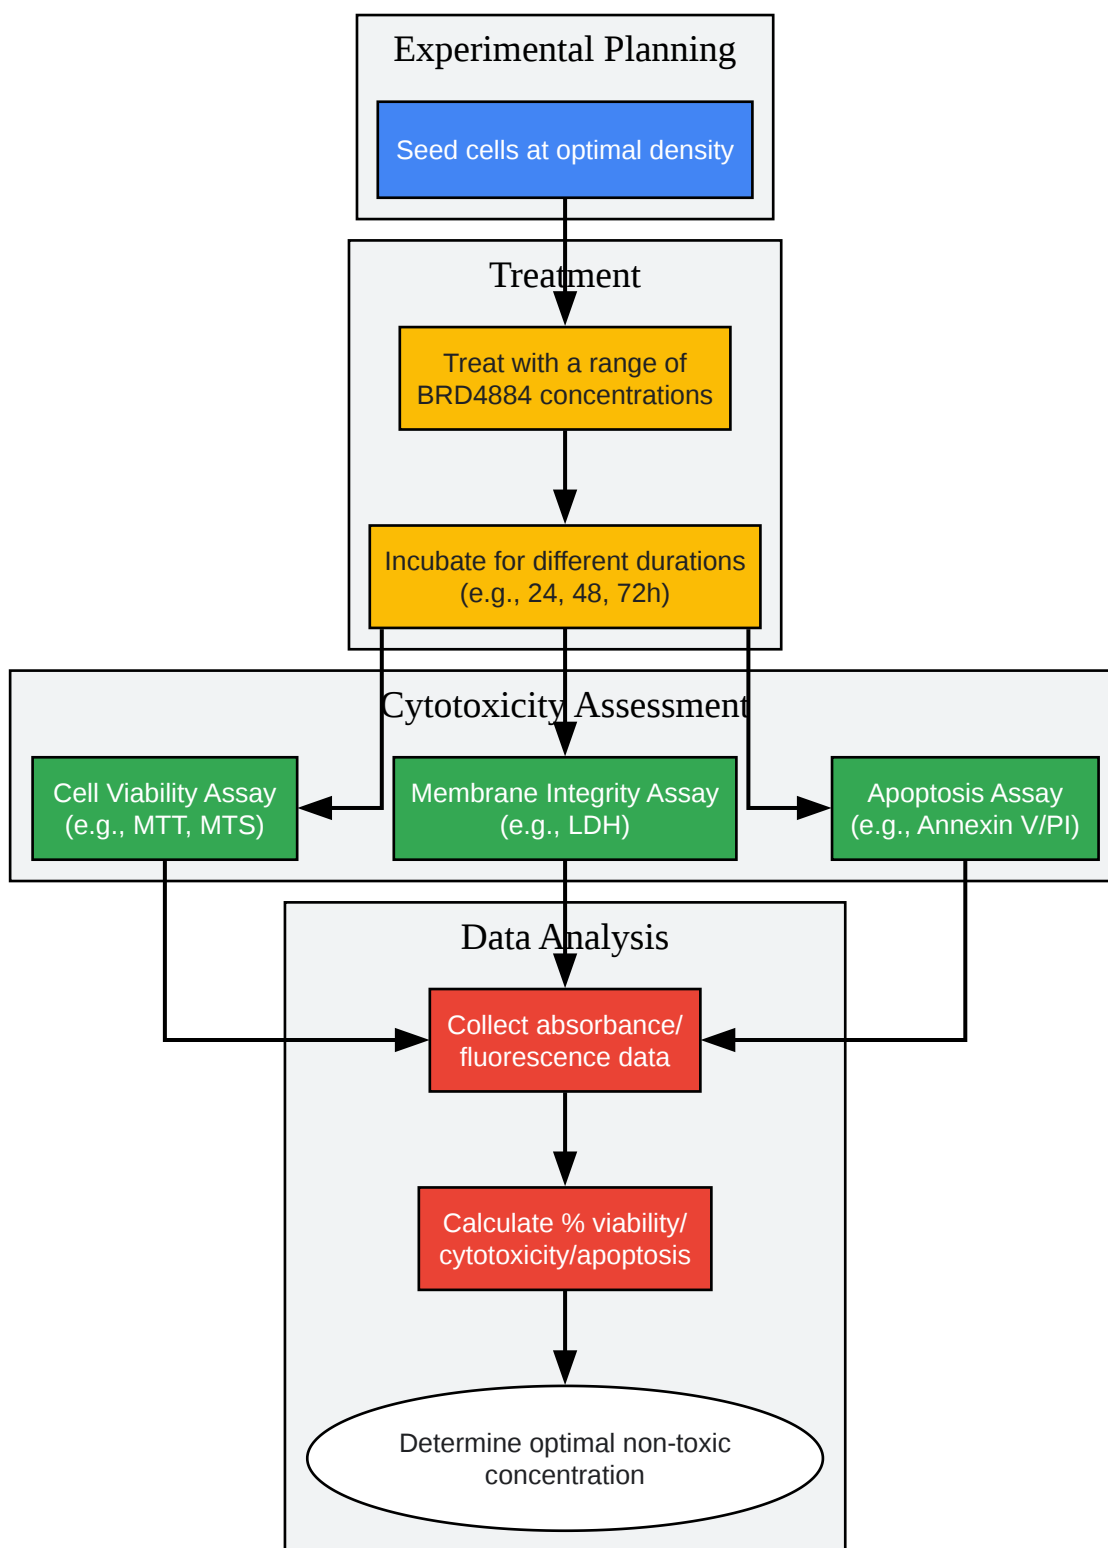 Experimental Planning
Seed cells at optimal density
Treatment
Treat with a range of
BRD4884 concentrations
Incubate for different durations
(e.g., 24, 48, 72h)
Cytotoxicity Assessment
Cell Viability Assay
(e.g., MTT, MTS)
Membrane Integrity Assay
(e.g., LDH)
Apoptosis Assay
(e.g., Annexin V/PI)
Data Analysis
Collect absorbance/
fluorescence data
Calculate % viability/
cytotoxicity/apoptosis
Determine optimal non-toxic
concentration